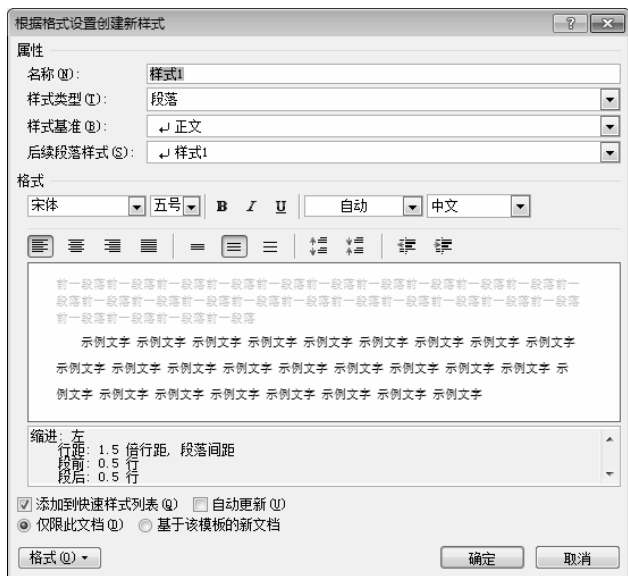 根据格式设置创建新样式
属性
名称(N): 样式1
样式类型(T): 段落
样式基准(B): ↵ 正文
后续段落样式(S): ↵ 样式1
格式
宋体 五号 B I U 自动 中文
前一段落前一段落前一段落前一段落前一段落前一段落前一段落前一
段落前一段落前一段落前一段落前一段落前一段落前一段落前一段落
前一段落前一段落前一段落前一段落
示例文字 示例文字 示例文字 示例文字 示例文字 示例文字 示例文字 示例文字 示例文字
示例文字 示例文字 示例文字 示例文字 示例文字 示例文字 示例文字 示例文字 示例文字 示
例文字 示例文字 示例文字 示例文字 示例文字 示例文字 示例文字 示例文字
缩进: 左
行距: 1.5 倍行距, 段落间距
段前: 0.5 行
段后: 0.5 行
添加到快速样式列表(Q) 自动更新(U)
仅限此文档(D) 基于该模板的新文档
格式(O) 确定 取消